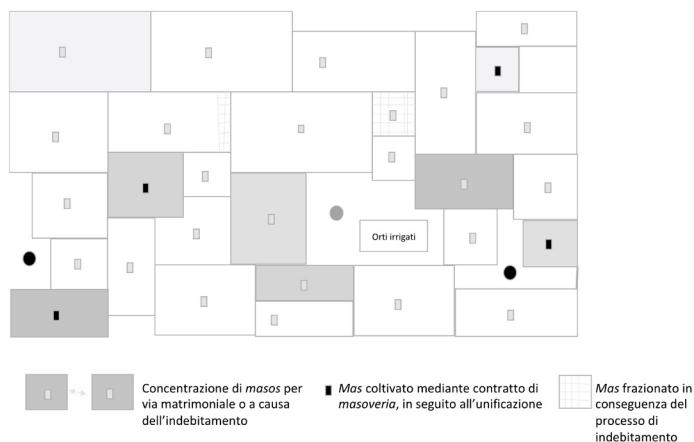 Orti irrigati
Concentrazione di masos per
via matrimoniale o a causa
dell'indebitamento
Mas coltivato mediante contratto di
masoveria, in seguito all'unificazione
Mas frazionato in
conseguenza del
processo di
indebitamento